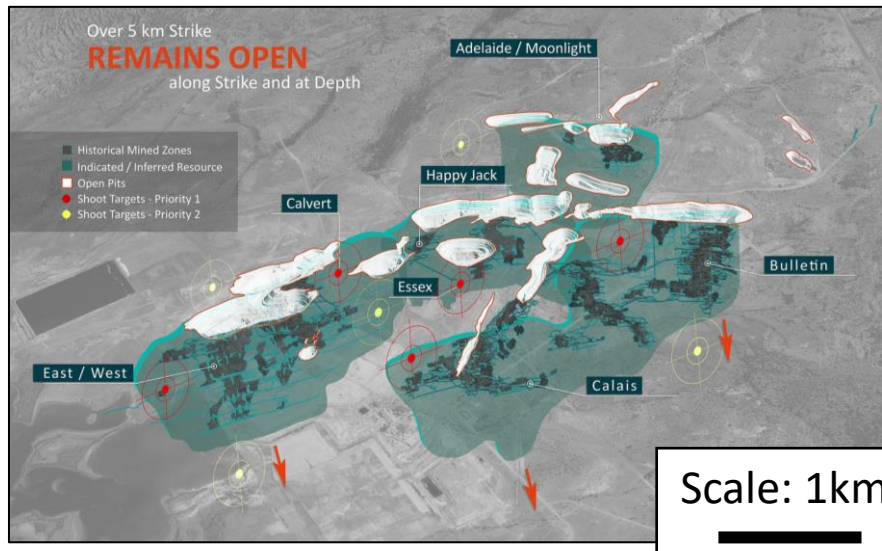 Over 5 km Strike
REMAINS OPEN
along Strike and at Depth
Adelaide / Moonlight
Historical Mined Zones
Indicated / Inferred Resource
Open Pits
Shoot Targets - Priority 1
Shoot Targets - Priority 2
Happy Jack
Calvert
Bulletin
Essex
East / West
Calais
Scale: 1km